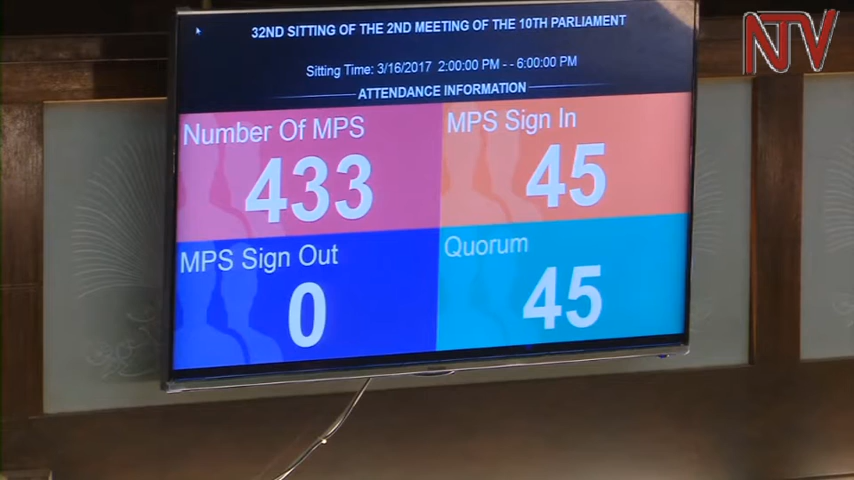 NTV
32ND SITTING OF THE 2ND MEETING OF THE 10TH PARLIAMENT
Sitting Time: 3/16/2017 2:00:00 PM - - 6:00:00 PM
ATTENDANCE INFORMATION
Number Of MPS
433
MPS Sign In
45
MPS Sign Out
0
Quorum
45